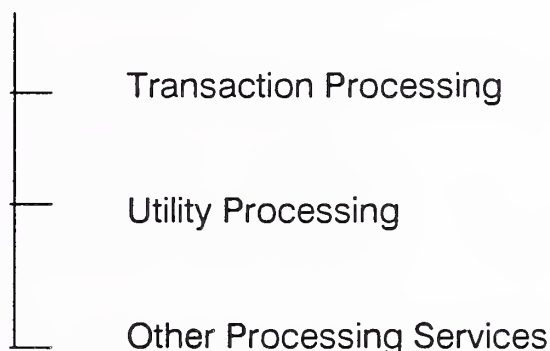 Transaction Processing
Utility Processing
Other Processing Services